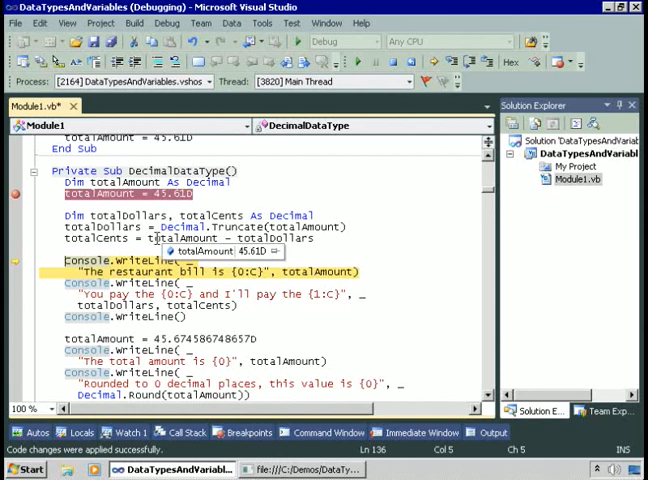 DataTypesAndVariables (Debugging) - Microsoft Visual Studio
File Edit View Project Build Debug Team Data Tools Test Window Help
Debug Any CPU
Hex
Process: [2164] DataTypesAndVariables.vshos Thread: [3820] Main Thread
Module1.vb*
Module1 DecimalDataType
totalAmount = 45.61D
End Sub
Private Sub DecimalDataType()
Dim totalAmount As Decimal
totalAmount = 45.61D
Dim totalDollars, totalCents As Decimal
totalDollars = Decimal.Truncate(totalAmount)
totalCents = totalAmount - totalDollars
totalAmount 45.61D
Console.WriteLine( _
"The restaurant bill is {0:C}", totalAmount)
Console.WriteLine( _
"You pay the {0:C} and I'll pay the {1:C}", _
totalDollars, totalCents)
Console.WriteLine()
totalAmount = 45.674586748657D
Console.WriteLine( _
"The total amount is {0}", totalAmount)
Console.WriteLine( _
"Rounded to 0 decimal places, this value is {0}", _
Decimal.Round(totalAmount))
100 %
Solution Explorer
Solution 'DataTypesAndVari
DataTypesAndVariabl
My Project
Module1.vb
Solution E... Team Exp...
Autos Locals Watch 1 Call Stack Breakpoints Command Window Immediate Window Output
Code changes were applied successfully. Ln 136 Col 5 Ch 5 INS
Start DataTypesAndVariabl... file:///C:/Demos/DataTy...